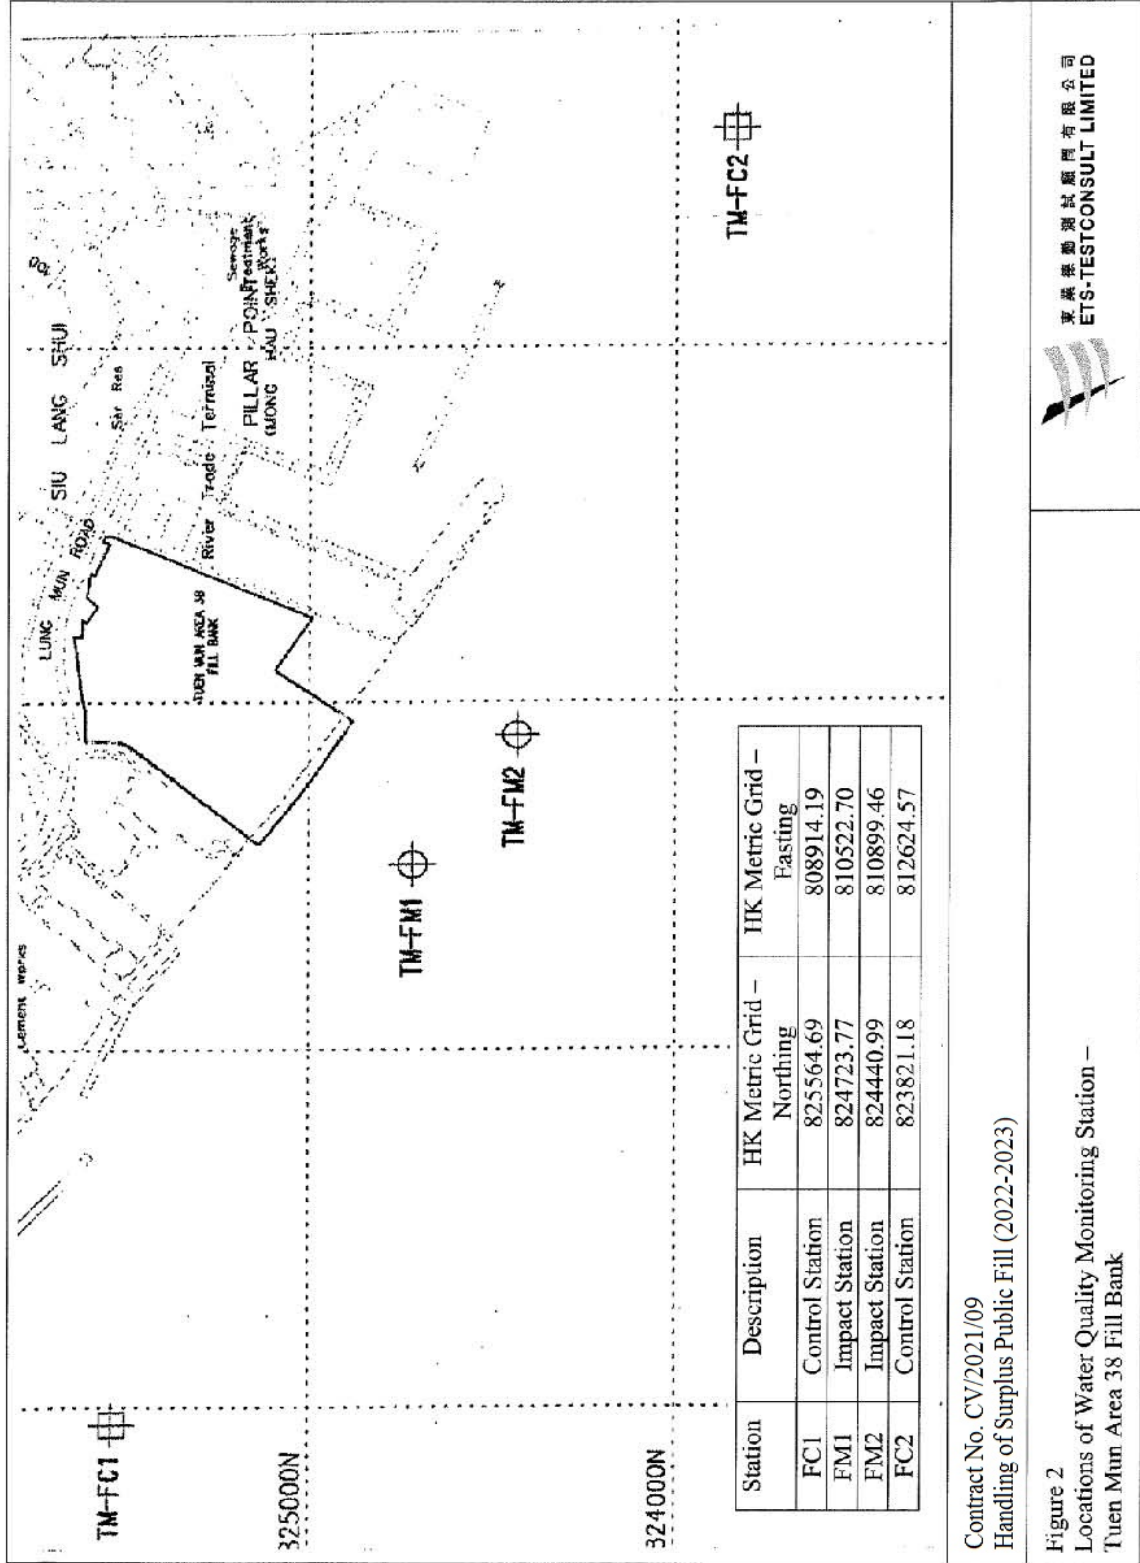 Cement Works
LUNG MUN ROAD
SIU LANG SHUI
Ser Res
TUEN MUN AREA 38
FILL BANK
River Trade Terminal
Sewage
Treatment
Works
PILLAR POINT
(MONG HAU SHEK)
TM-FC1
325000N
TM-FM1
TM-FM2
TM-FC2
324000N
Station Description HK Metric Grid – Northing HK Metric Grid – Easting
FC1 Control Station 825564.69 808914.19
FM1 Impact Station 824723.77 810522.70
FM2 Impact Station 824440.99 810899.46
FC2 Control Station 823821.18 812624.57
Contract No. CV/2021/09
Handling of Surplus Public Fill (2022-2023)
Figure 2
Locations of Water Quality Monitoring Station –
Tuen Mun Area 38 Fill Bank
東業德勤測試顧問有限公司
ETS-TESTCONSULT LIMITED